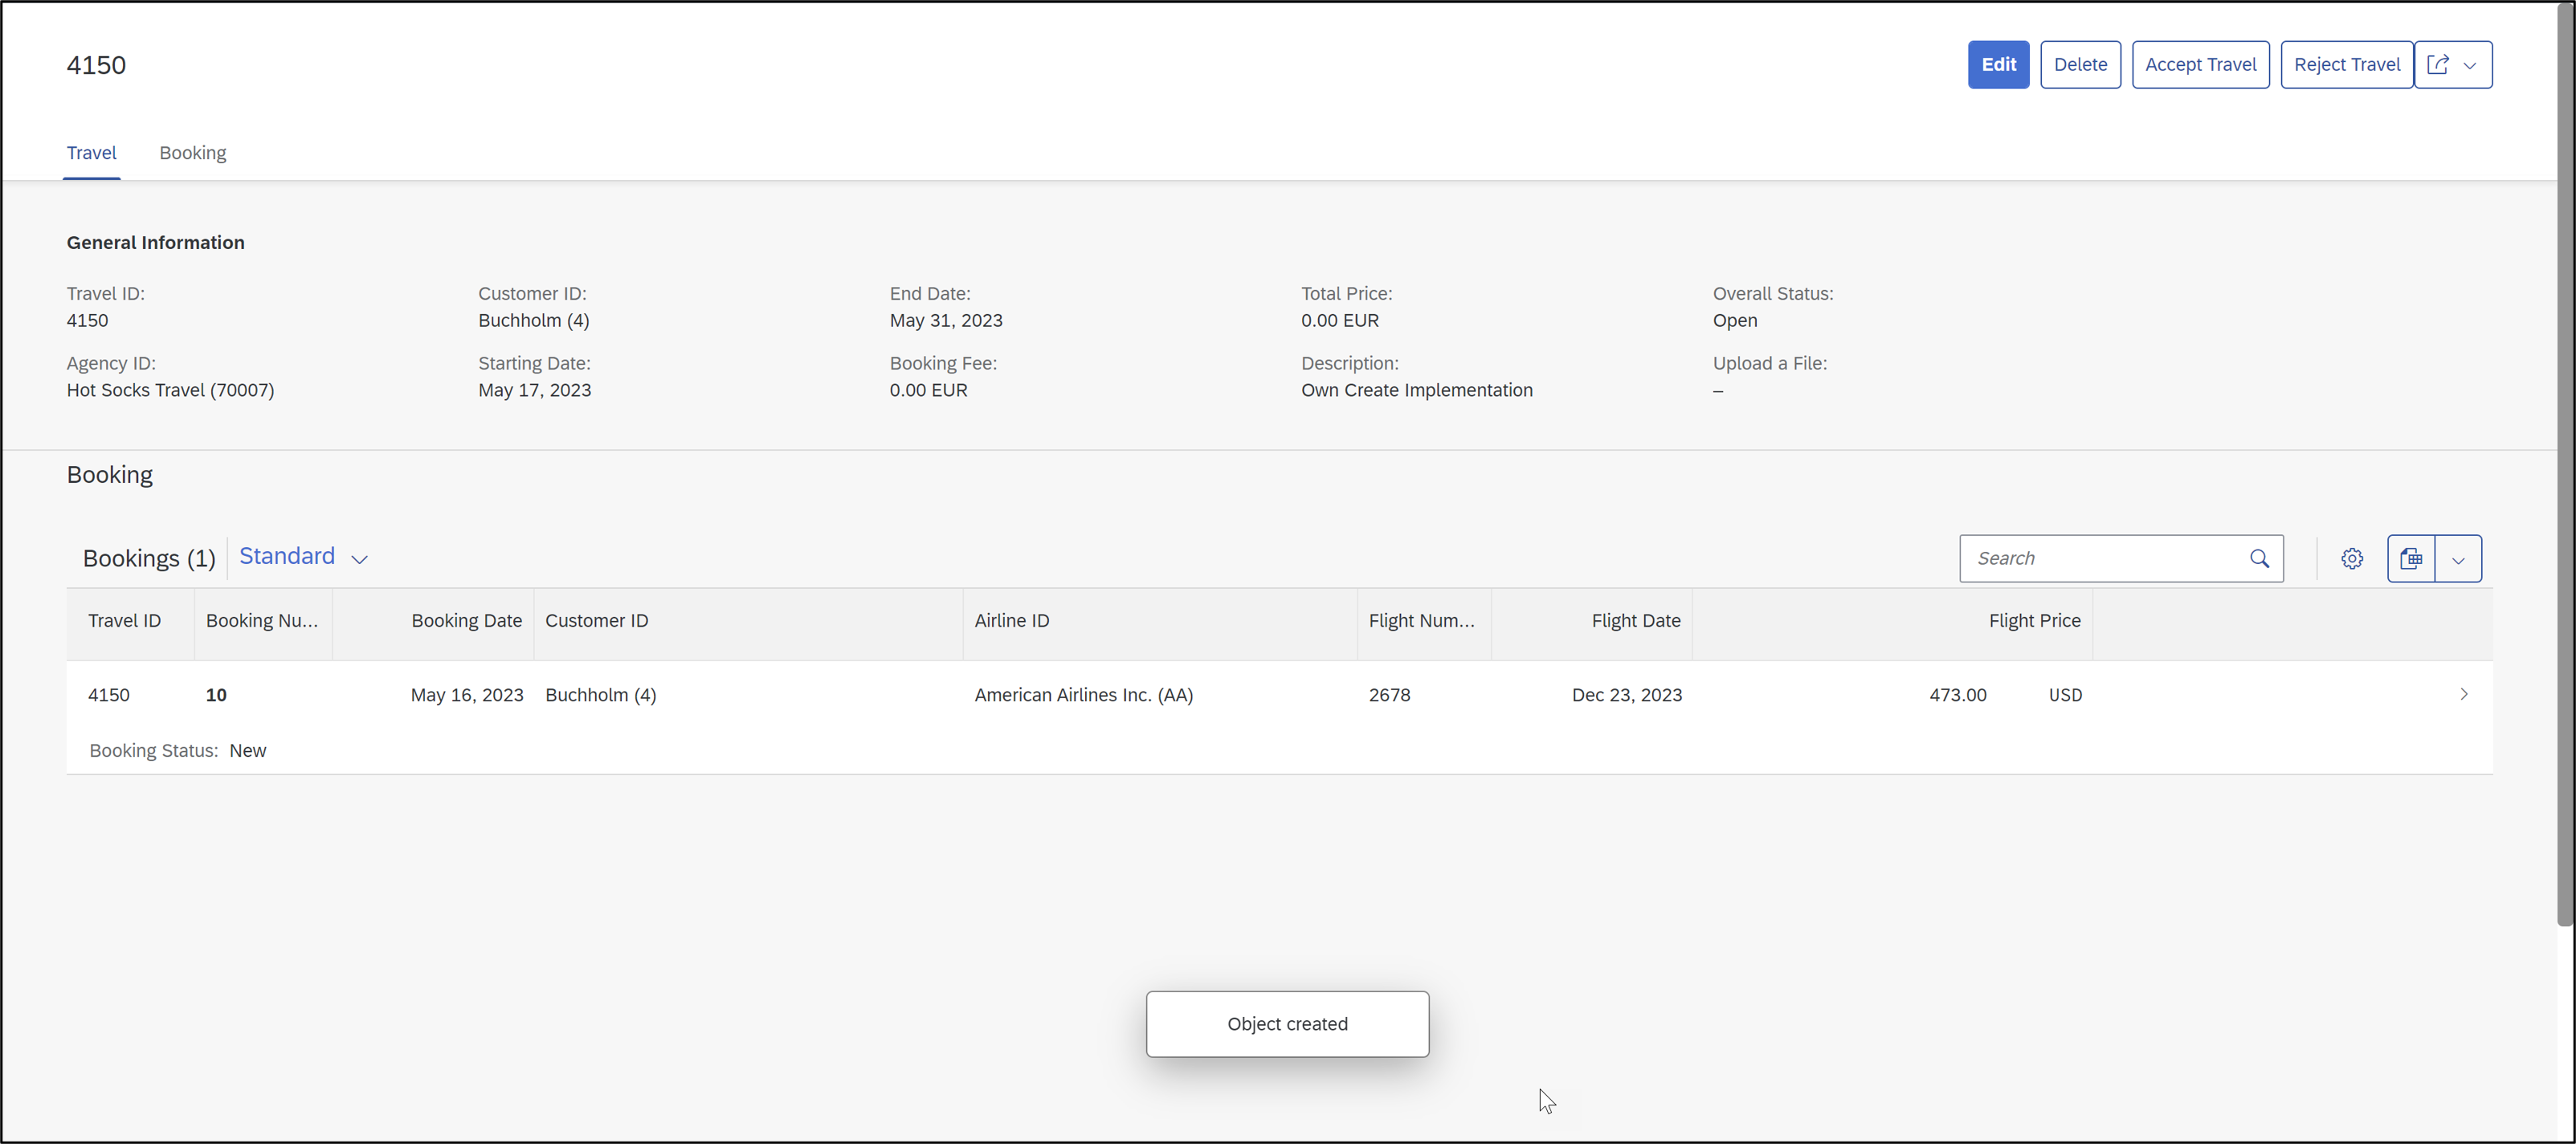 4150
Edit
Delete
Accept Travel
Reject Travel
Travel
Booking
General Information
Travel ID:
4150
Customer ID:
Buchholm (4)
End Date:
May 31, 2023
Total Price:
0.00 EUR
Overall Status:
Open
Agency ID:
Hot Socks Travel (70007)
Starting Date:
May 17, 2023
Booking Fee:
0.00 EUR
Description:
Own Create Implementation
Upload a File:
–
Booking
Bookings (1)
Standard
Search
Travel ID
Booking Nu...
Booking Date
Customer ID
Airline ID
Flight Num...
Flight Date
Flight Price
4150
10
May 16, 2023
Buchholm (4)
American Airlines Inc. (AA)
2678
Dec 23, 2023
473.00
USD
Booking Status: New
Object created